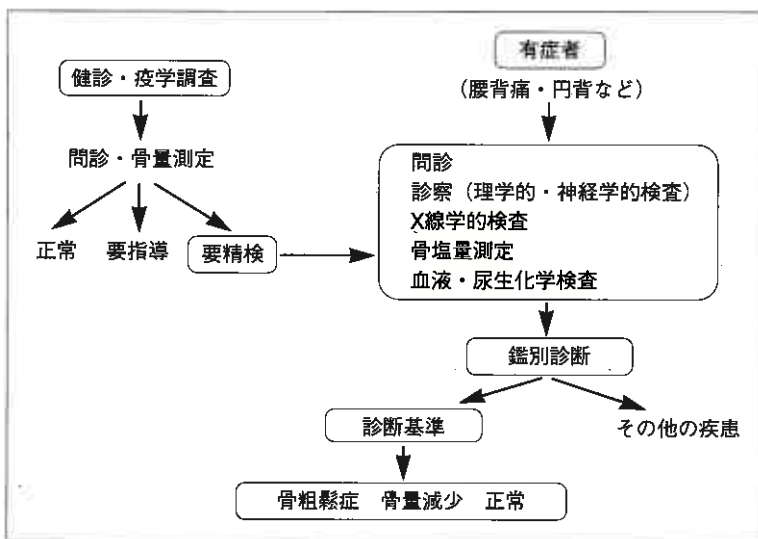 有症者
健診・疫学調査
(腰背痛・円背など)
問診・骨量測定
問診
診察(理学的・神経学的検査)
X線学的検査
骨塩量測定
血液・尿生化学検査
正常 要指導 要精検
鑑別診断
診断基準
その他の疾患
骨粗鬆症 骨量減少 正常